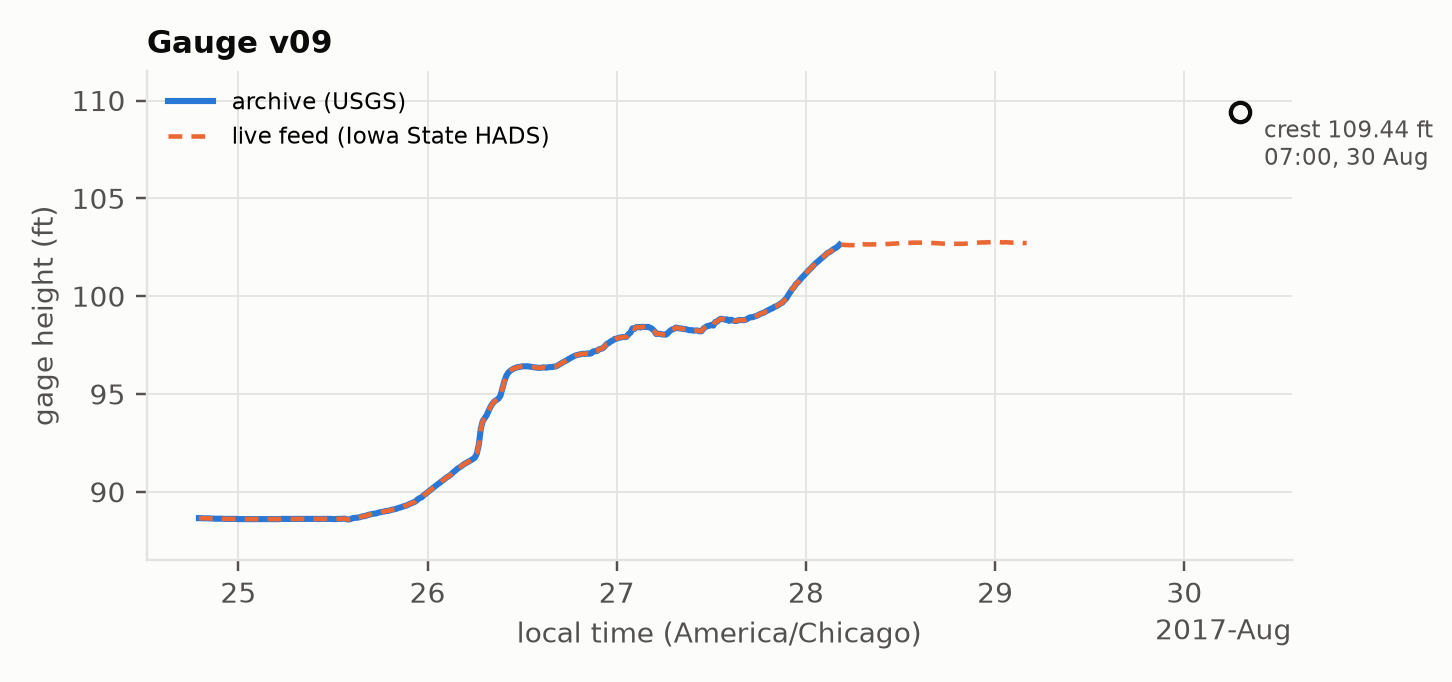 Gauge v09
archive (USGS)
live feed (Iowa State HADS)
crest 109.44 ft
07:00, 30 Aug
gage height (ft)
110
105
100
95
90
25
26
27
28
29
30
local time (America/Chicago)
2017-Aug